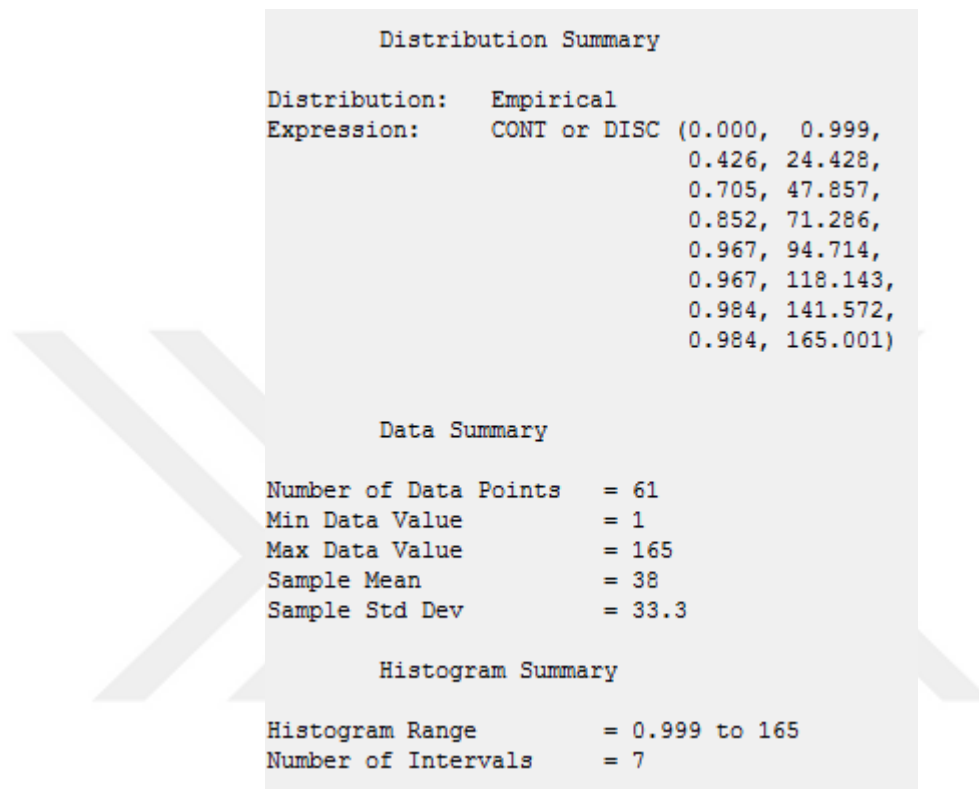 Distribution Summary
Distribution: Empirical
Expression: CONT or DISC (0.000, 0.999,
0.426, 24.428,
0.705, 47.857,
0.852, 71.286,
0.967, 94.714,
0.967, 118.143,
0.984, 141.572,
0.984, 165.001)
Data Summary
Number of Data Points = 61
Min Data Value = 1
Max Data Value = 165
Sample Mean = 38
Sample Std Dev = 33.3
Histogram Summary
Histogram Range = 0.999 to 165
Number of Intervals = 7